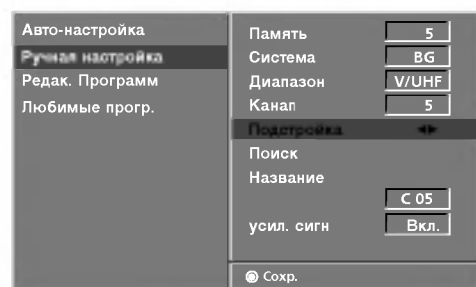 Авто-настройка
Ручная настройка
Редак. Программ
Любимые прогр.
Память 5
Система BG
Диапазон V/UHF
Канал 5
Подстройка ◄►
Поиск
Название
C 05
усил. сигн Вкл.
Сохр.